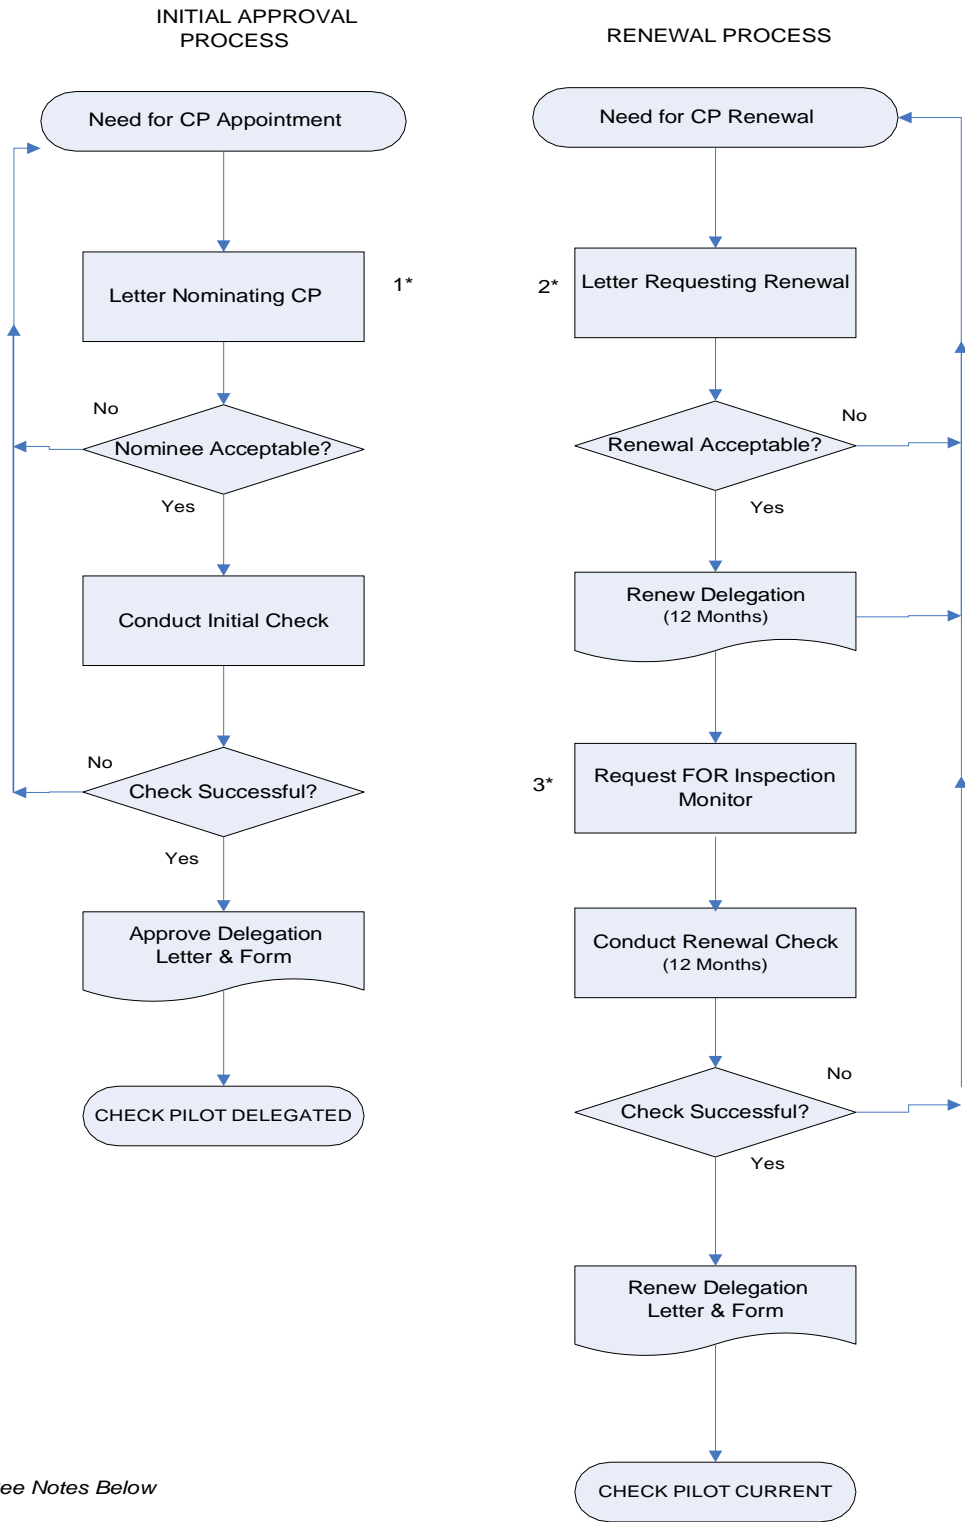 INITIAL APPROVAL
PROCESS
Need for CP Appointment
Letter Nominating CP
1*
No
Nominee Acceptable?
Yes
Conduct Initial Check
No
Check Successful?
Yes
Approve Delegation
Letter & Form
CHECK PILOT DELEGATED
RENEWAL PROCESS
Need for CP Renewal
2*
Letter Requesting Renewal
No
Renewal Acceptable?
Yes
Renew Delegation
(12 Months)
3*
Request FOR Inspection
Monitor
Conduct Renewal Check
(12 Months)
No
Check Successful?
Yes
Renew Delegation
Letter & Form
CHECK PILOT CURRENT
Notes Below